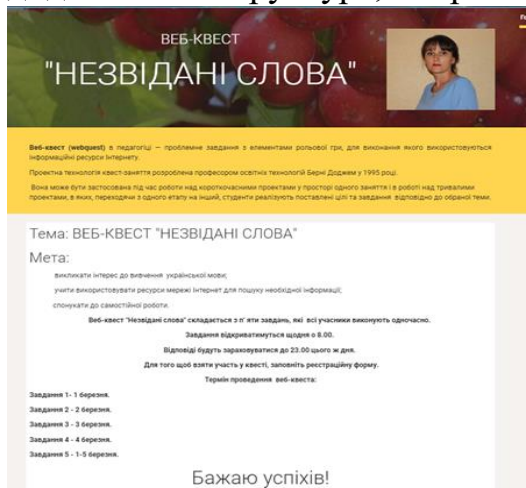 ВЕБ-КВЕСТ
"НЕЗВІДАНІ СЛОВА"
Веб-квест (webquest) в педагогіці – проблемне завдання з елементами рольової гри, для виконання якого використовуються
інформаційні ресурси Інтернету.
Проектна технологія квест-заняття розроблена професором освітніх технологій Берні Доджем у 1995 році.
Вона може бути застосована під час роботи над короткочасними проектами у просторі одного заняття і в роботі над тривалими
проектами, в яких, переходячи з одного етапу на інший, студенти реалізують поставлені цілі та завдання відповідно до обраної теми.
Тема: ВЕБ-КВЕСТ "НЕЗВІДАНІ СЛОВА"
Мета:
викликати інтерес до вивчення української мови;
учити використовувати ресурси мережі Інтернет для пошуку необхідної інформації;
спонукати до самостійної роботи.
Веб-квест "Незвідані слова" складається з п' яти завдань, які всі учасники виконують одночасно.
Завдання відкриватимуться щодня о 8.00.
Відповіді будуть зараховуватися до 23.00 цього ж дня.
Для того щоб взяти участь у квесті, заповніть реєстраційну форму.
Термін проведення веб-квеста:
Завдання 1- 1 березня.
Завдання 2 - 2 березня.
Завдання 3 - 3 березня.
Завдання 4 - 4 березня.
Завдання 5 - 1-5 березня.
Бажаю успіхів!